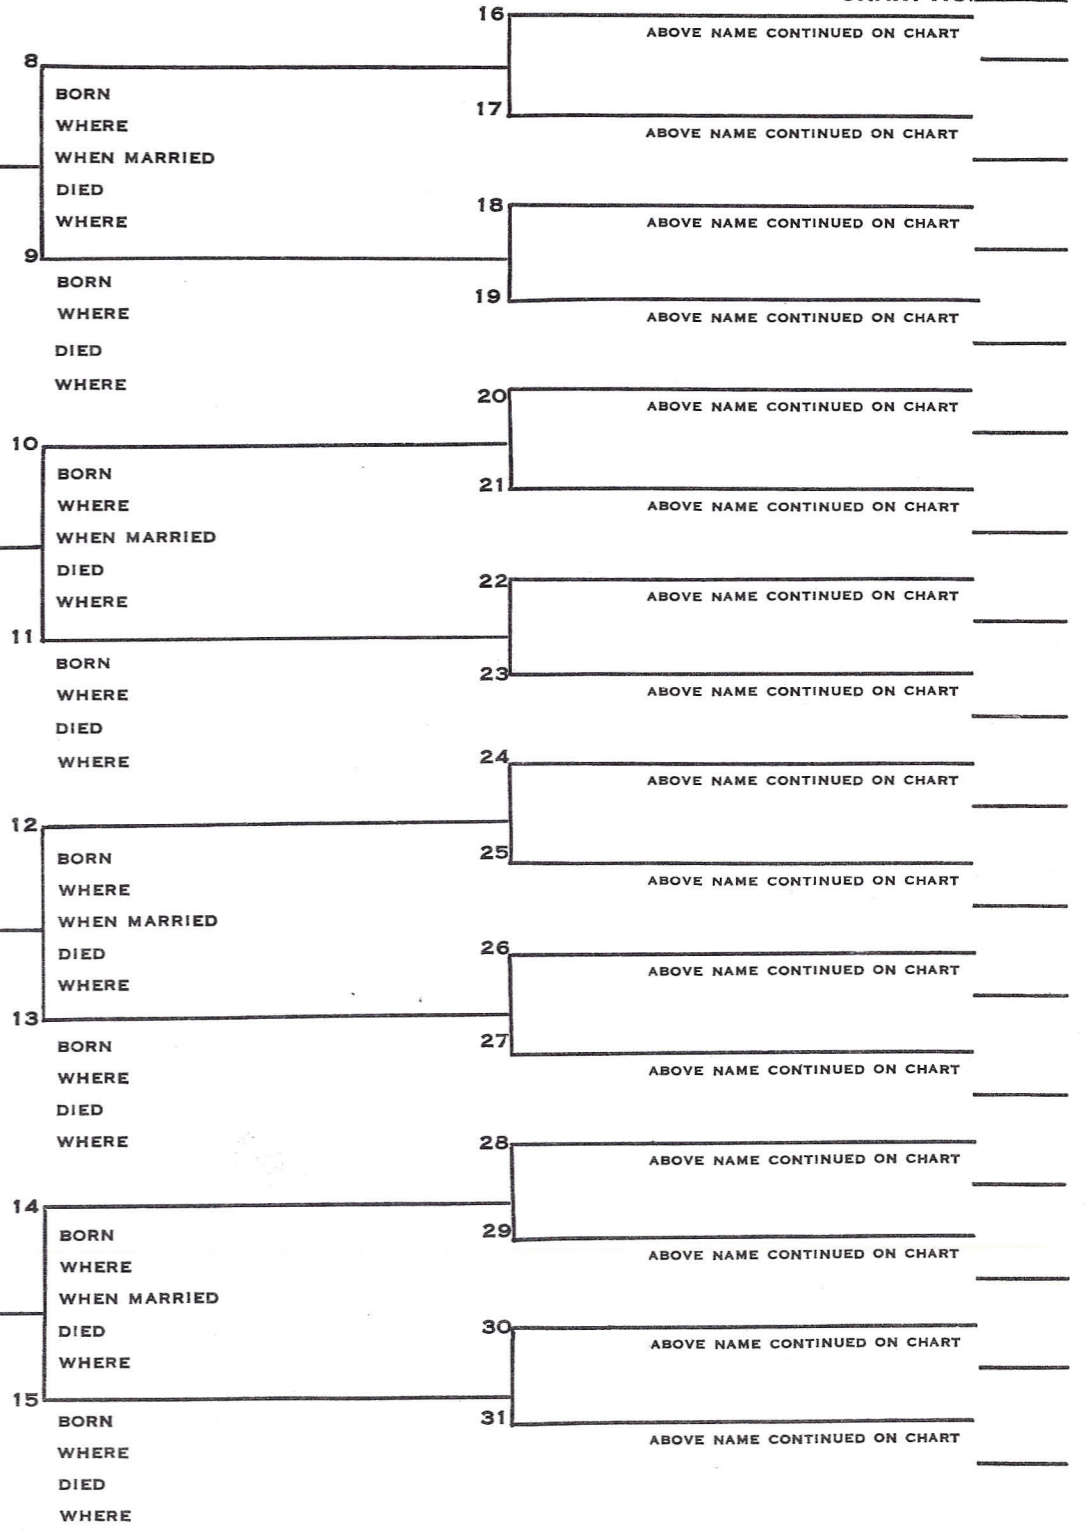 16
ABOVE NAME CONTINUED ON CHART
8
BORN
17
WHERE
ABOVE NAME CONTINUED ON CHART
WHEN MARRIED
DIED
18
WHERE
ABOVE NAME CONTINUED ON CHART
9
BORN
19
WHERE
ABOVE NAME CONTINUED ON CHART
DIED
WHERE
20
ABOVE NAME CONTINUED ON CHART
10
BORN
21
WHERE
ABOVE NAME CONTINUED ON CHART
WHEN MARRIED
DIED
22
WHERE
ABOVE NAME CONTINUED ON CHART
11
BORN
23
WHERE
ABOVE NAME CONTINUED ON CHART
DIED
WHERE
24
ABOVE NAME CONTINUED ON CHART
12
BORN
25
WHERE
ABOVE NAME CONTINUED ON CHART
WHEN MARRIED
DIED
26
WHERE
ABOVE NAME CONTINUED ON CHART
13
BORN
27
WHERE
ABOVE NAME CONTINUED ON CHART
DIED
WHERE
28
ABOVE NAME CONTINUED ON CHART
14
BORN
29
WHERE
ABOVE NAME CONTINUED ON CHART
WHEN MARRIED
DIED
30
WHERE
ABOVE NAME CONTINUED ON CHART
15
BORN
31
WHERE
ABOVE NAME CONTINUED ON CHART
DIED
WHERE